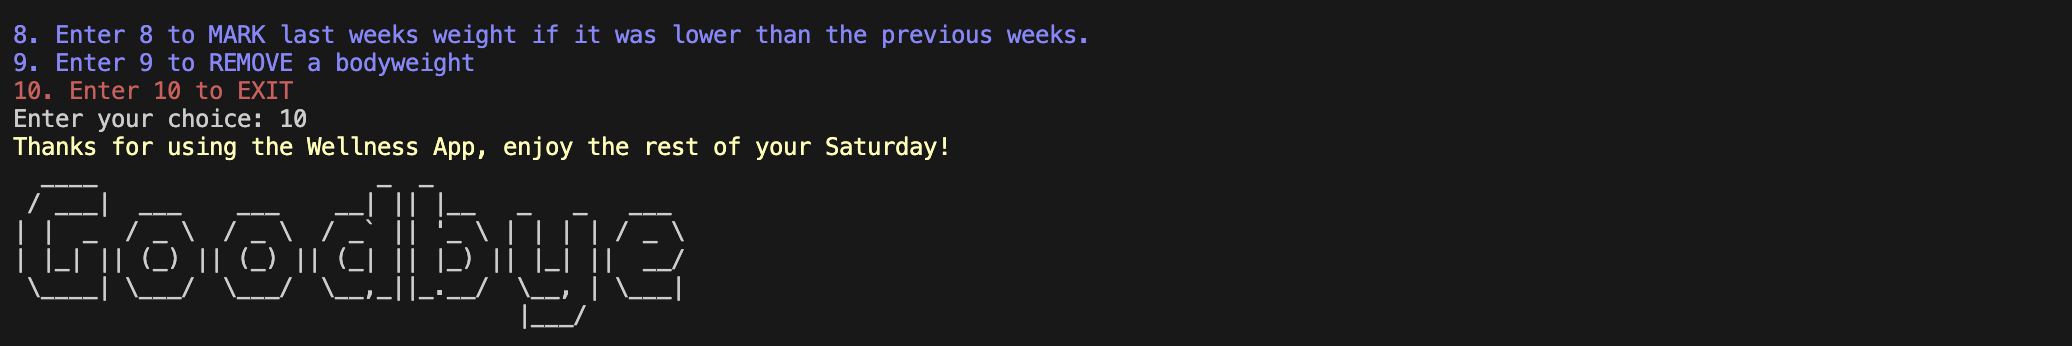 8. Enter 8 to MARK last weeks weight if it was lower than the previous weeks.
9. Enter 9 to REMOVE a bodyweight
10. Enter 10 to EXIT
Enter your choice: 10
Thanks for using the Wellness App, enjoy the rest of your Saturday!
Goodbye